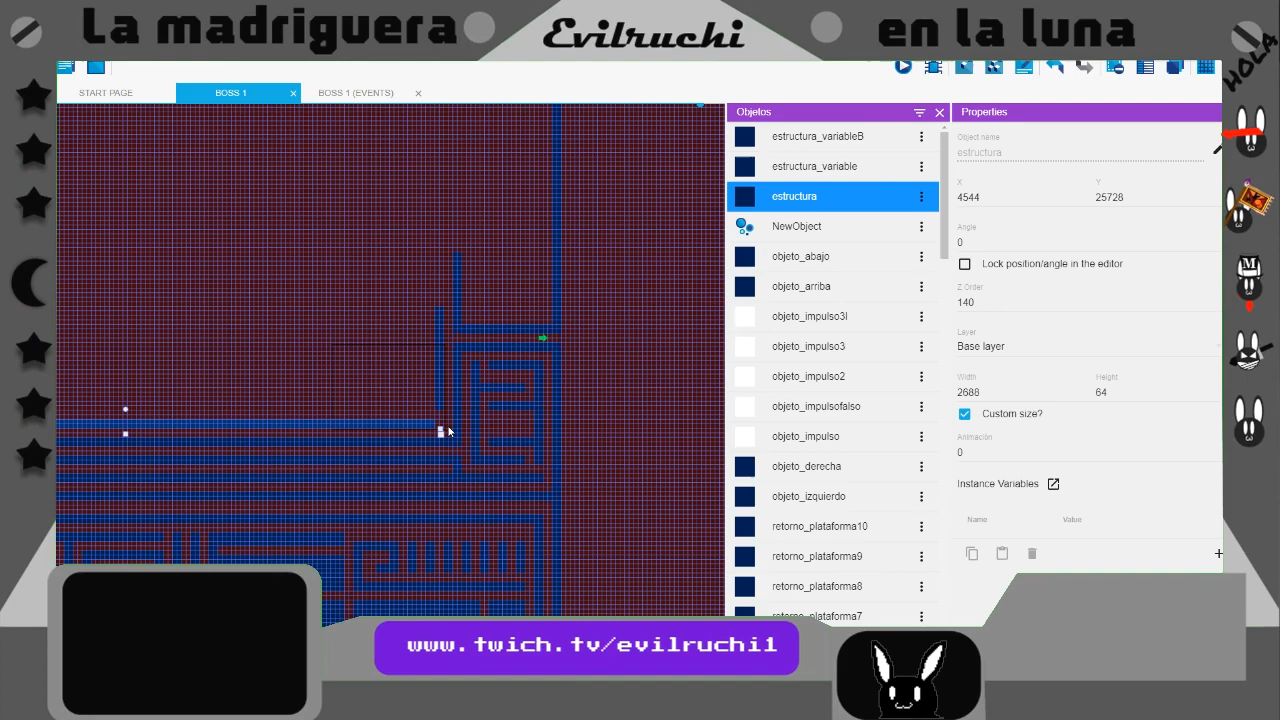 La madriguera
Evilruchi
en la luna
HOLA
START PAGE
BOSS 1
BOSS 1 (EVENTS)
Objetos
Properties
estructura_variableB
estructura_variable
estructura
NewObject
objeto_abajo
objeto_arriba
objeto_impulso3l
objeto_impulso3
objeto_impulso2
objeto_impulsofalso
objeto_impulso
objeto_derecha
objeto_izquierdo
retorno_plataforma10
retorno_plataforma9
retorno_plataforma8
retorno_plataforma7
Object name
estructura
X
Y
4544
25728
Angle
0
Lock position/angle in the editor
Z Order
140
Layer
Base layer
Width
Height
2688
64
Custom size?
Animación
0
Instance Variables
Name
Value
M
www.twich.tv/evilruchi1